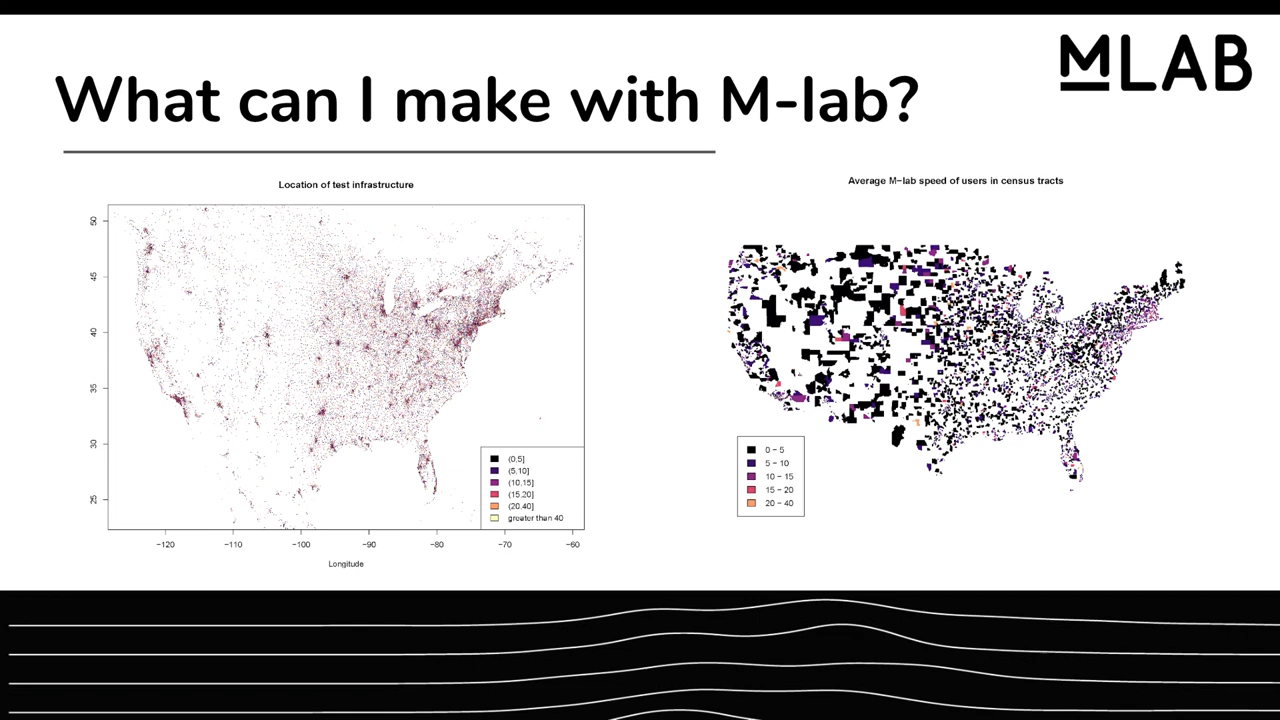 MLAB
What can I make with M-lab?
Location of test infrastructure
50
45
40
35
30
25
(0,5]
(5,10]
(10,15]
(15,20]
(20,40]
greater than 40
−120 −110 −100 −90 −80 −70 −60
Longitude
Average M−lab speed of users in census tracts
0 − 5
5 − 10
10 − 15
15 − 20
20 − 40